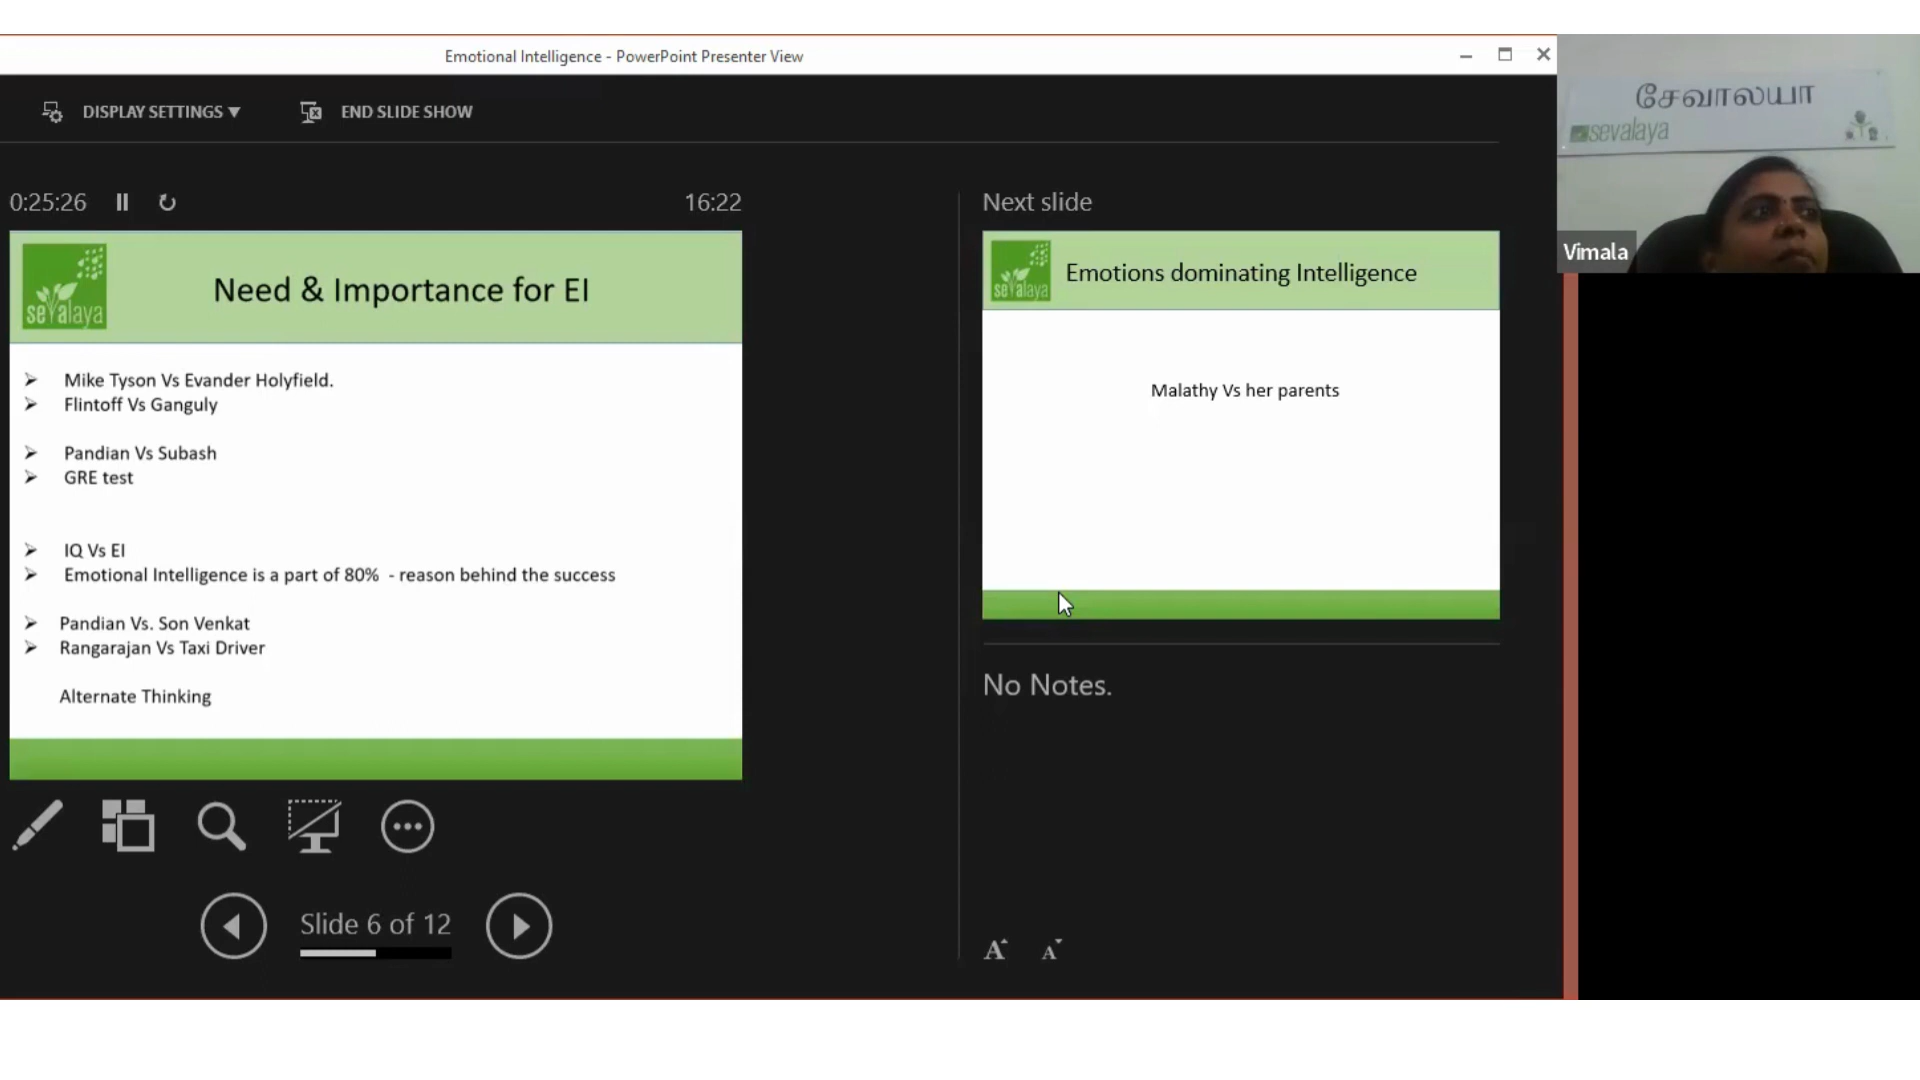 Emotional Intelligence - PowerPoint Presenter View
DISPLAY SETTINGS ▼
END SLIDE SHOW
0:25:26
16:22
sevalaya
Need & Importance for EI
➢ Mike Tyson Vs Evander Holyfield.
➢ Flintoff Vs Ganguly
➢ Pandian Vs Subash
➢ GRE test
➢ IQ Vs EI
➢ Emotional Intelligence is a part of 80% - reason behind the success
➢ Pandian Vs. Son Venkat
➢ Rangarajan Vs Taxi Driver
Alternate Thinking
Slide 6 of 12
Next slide
sevalaya
Emotions dominating Intelligence
Malathy Vs her parents
No Notes.
A A
சேவாலயா
sevalaya
Vimala